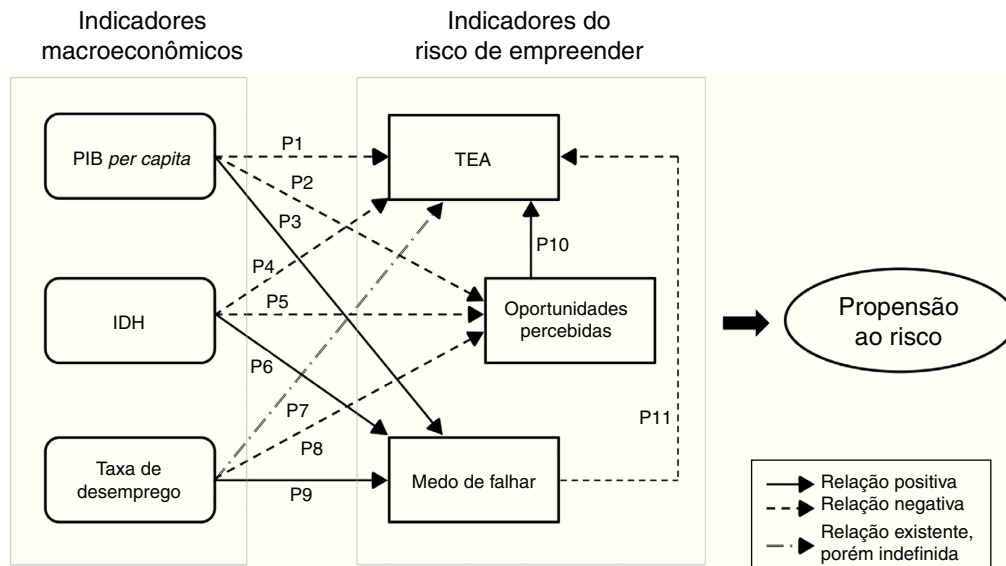 Indicadores
macroeconômicos
Indicadores do
risco de empreender
PIB per capita
P1
TEA
P2
P3
P4
P10
IDH
P5
Oportunidades
percebidas
Propensão
ao risco
P6
P7
P11
P8
Taxa de
desemprego
P9
Medo de falhar
Relação positiva
Relação negativa
Relação existente,
porém indefinida